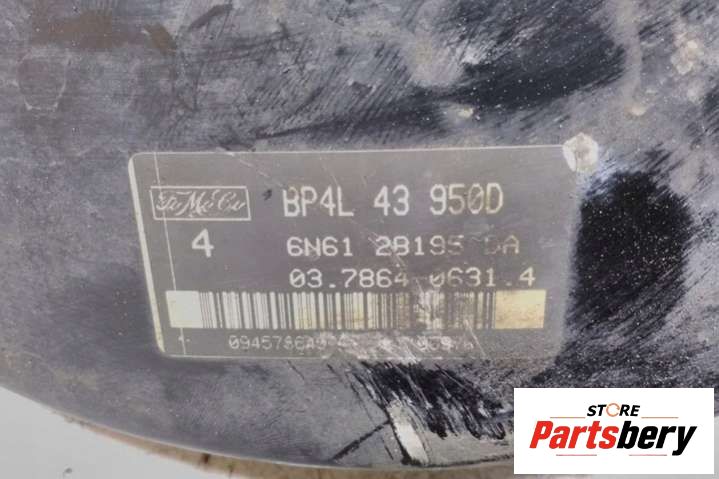 FoMoCo
BP4L 43 950D
4
6N61 2B195 DA
03.7864-0631.4
STORE
Partsbery